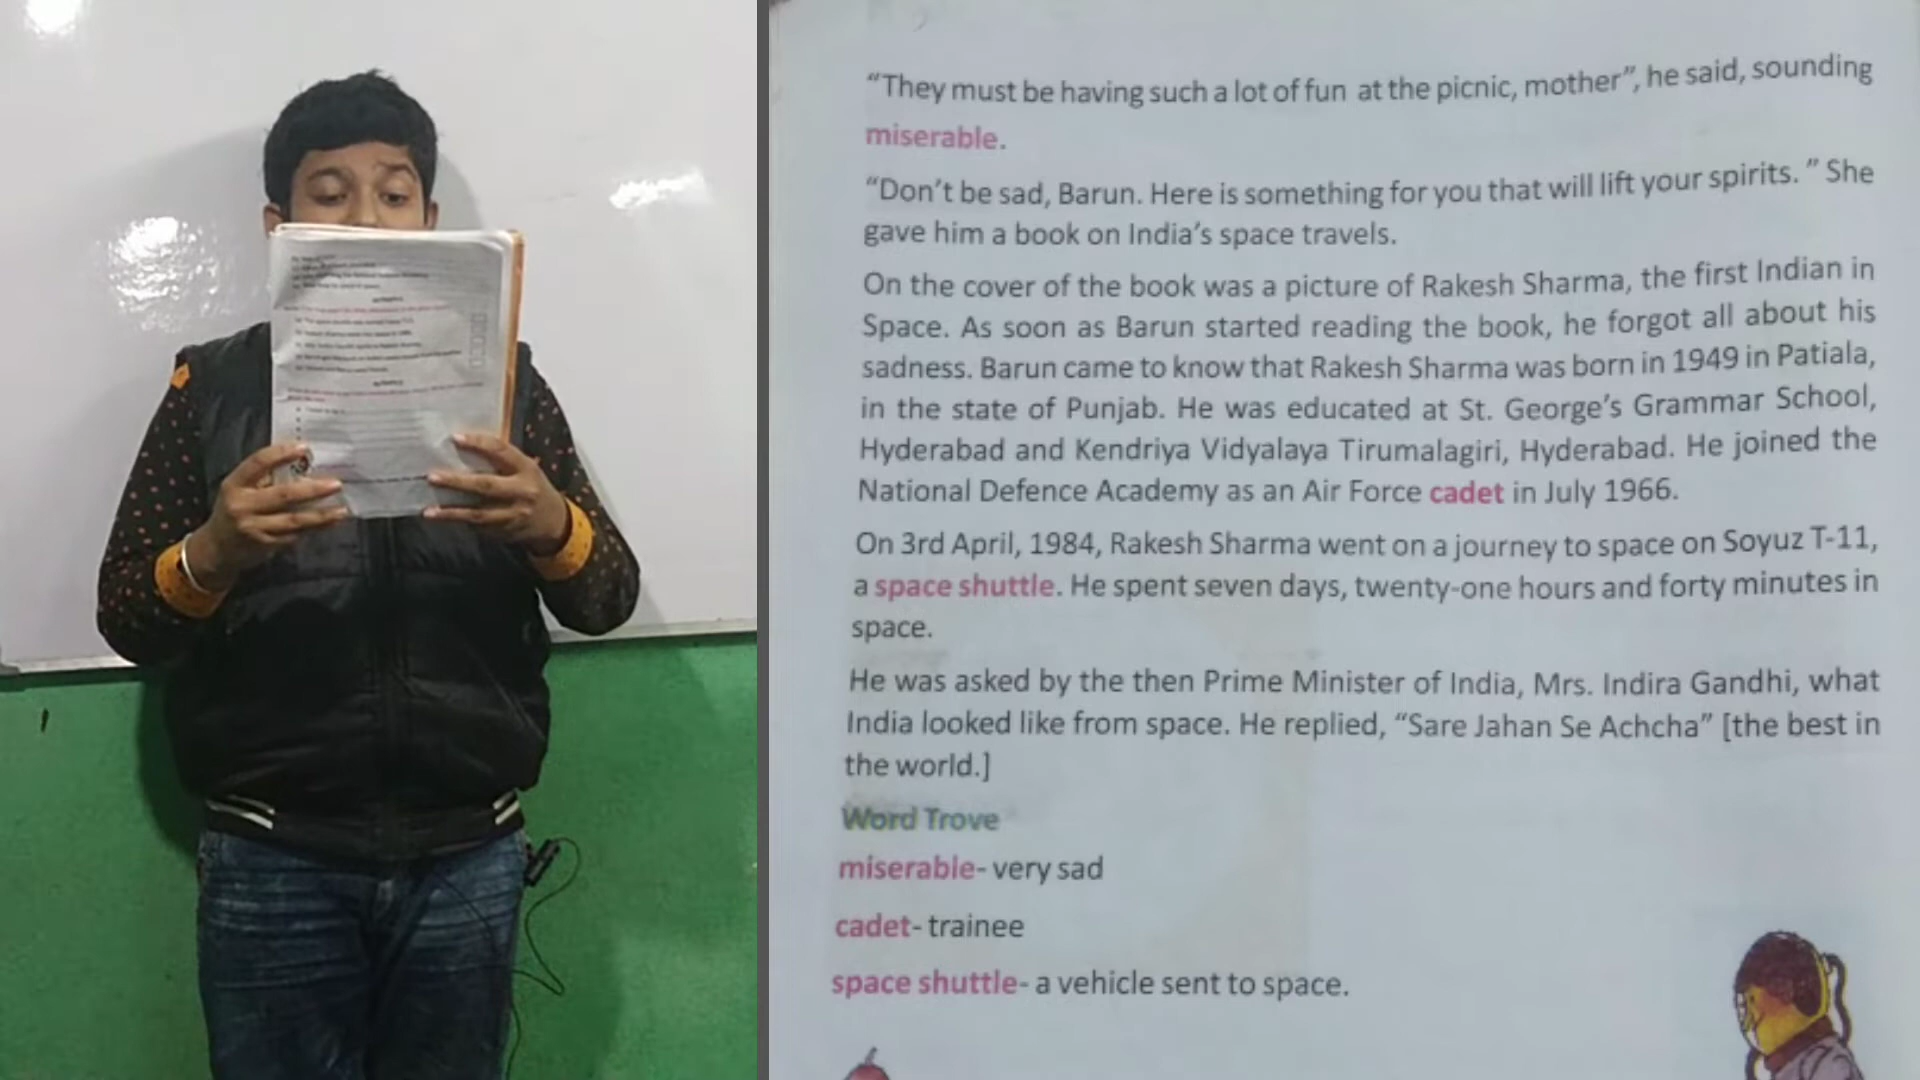 “They must be having such a lot of fun at the picnic, mother”, he said, sounding
miserable.
“Don’t be sad, Barun. Here is something for you that will lift your spirits. ” She
gave him a book on India’s space travels.
On the cover of the book was a picture of Rakesh Sharma, the first Indian in
Space. As soon as Barun started reading the book, he forgot all about his
sadness. Barun came to know that Rakesh Sharma was born in 1949 in Patiala,
in the state of Punjab. He was educated at St. George’s Grammar School,
Hyderabad and Kendriya Vidyalaya Tirumalagiri, Hyderabad. He joined the
National Defence Academy as an Air Force cadet in July 1966.
On 3rd April, 1984, Rakesh Sharma went on a journey to space on Soyuz T-11,
a space shuttle. He spent seven days, twenty-one hours and forty minutes in
space.
He was asked by the then Prime Minister of India, Mrs. Indira Gandhi, what
India looked like from space. He replied, “Sare Jahan Se Achcha” [the best in
the world.]
Word Trove
miserable- very sad
cadet- trainee
space shuttle- a vehicle sent to space.